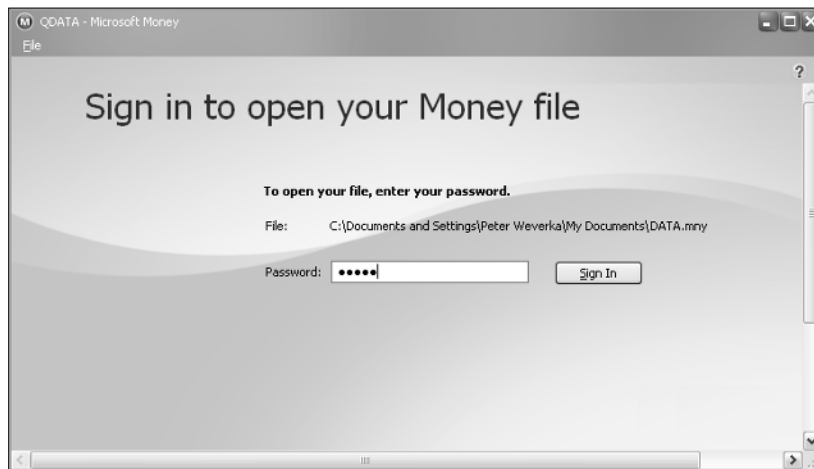 QDATA - Microsoft Money
File
?
Sign in to open your Money file
To open your file, enter your password.
File: C:\Documents and Settings\Peter Weverka\My Documents\DATA.mny
Password: •••••
Sign In